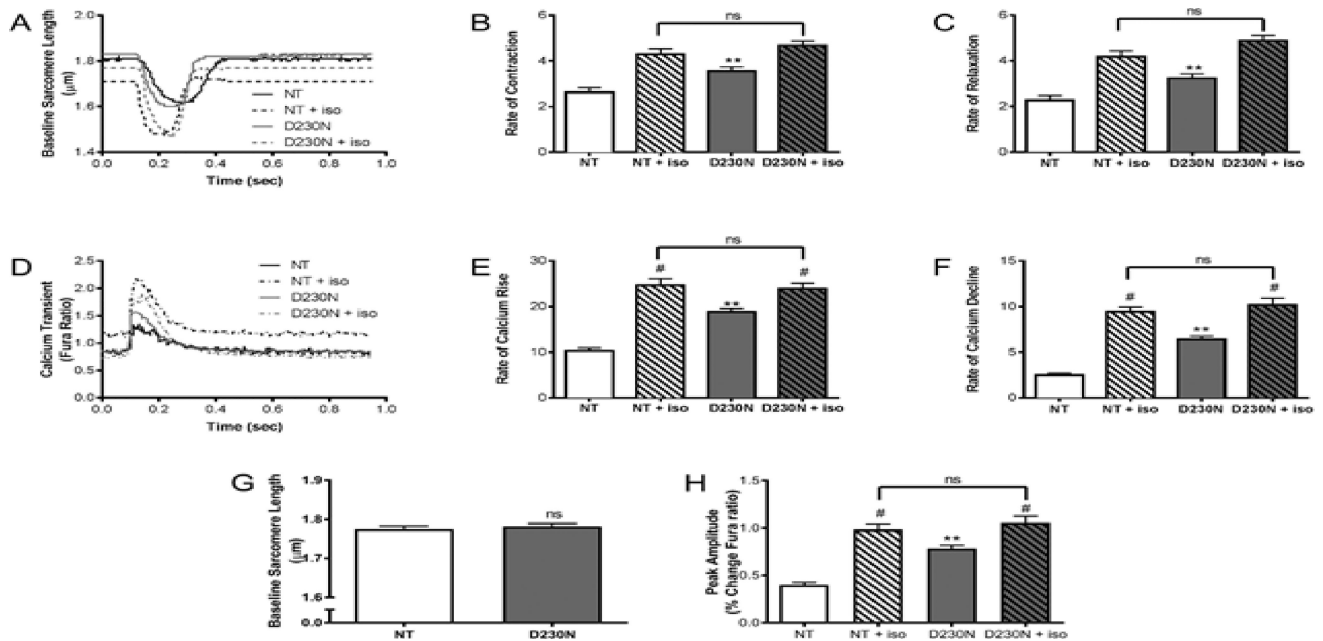 A
Baseline Sarcomere Length
(µm)
2.0
1.8
1.6
1.4
NT
NT + iso
D230N
D230N + iso
0.0 0.2 0.4 0.6 0.8 1.0
Time (sec)
B
Rate of Contraction
6
4
2
0
ns
**
NT NT + iso D230N D230N + iso
C
Rate of Relaxation
6
4
2
0
ns
**
NT NT + iso D230N D230N + iso
D
Calcium Transient
(Fura Ratio)
2.5
2.0
1.5
1.0
0.5
0.0
NT
NT + iso
D230N
D230N + iso
0.0 0.2 0.4 0.6 0.8 1.0
Time (sec)
E
Rate of Calcium Rise
30
20
10
0
ns
# ** #
NT NT + iso D230N D230N + iso
F
Rate of Calcium Decline
15
10
5
0
ns
# ** #
NT NT + iso D230N D230N + iso
G
Baseline Sarcomere Length
(µm)
1.9
1.8
1.7
1.6
0.0
ns
NT D230N
H
Peak Amplitude
(% Change Fura ratio)
1.5
1.0
0.5
0.0
ns
# ** #
NT NT + iso D230N D230N + iso